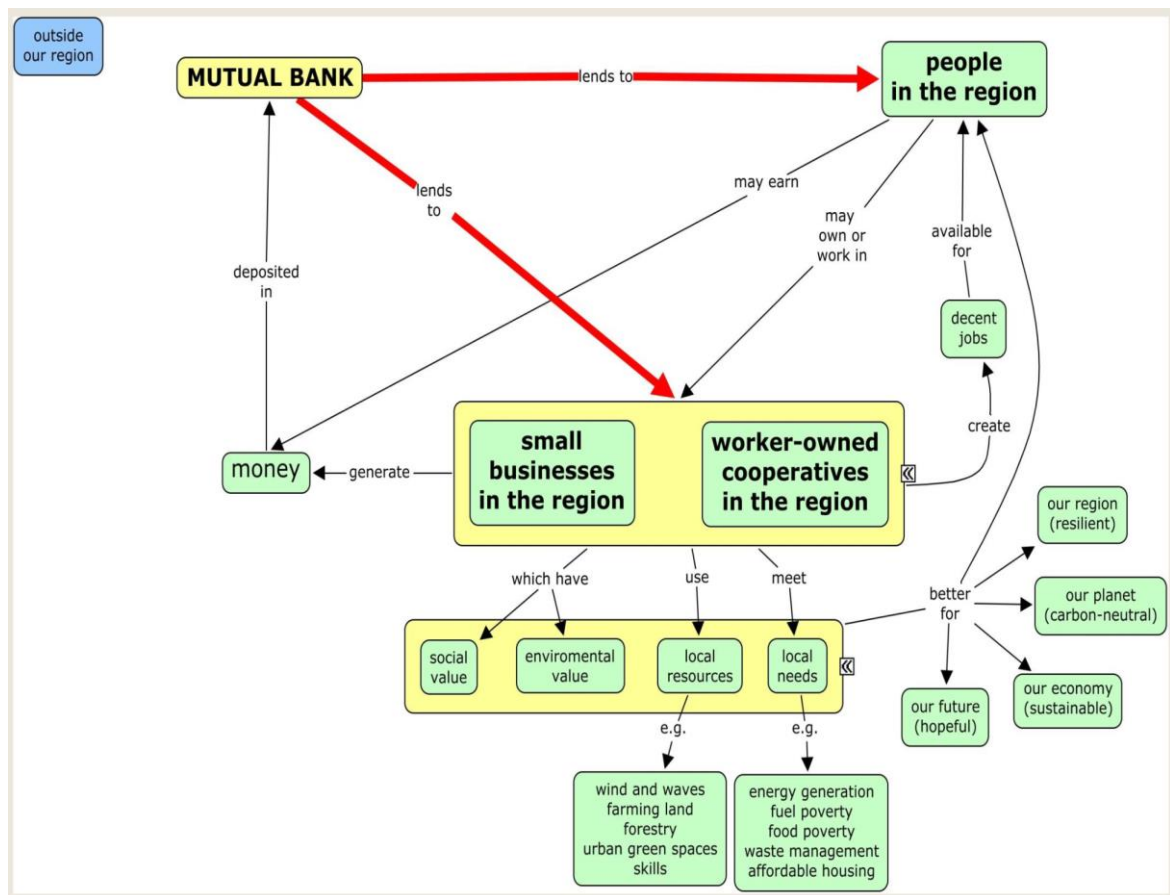 outside
our region
MUTUAL BANK
lends to
people
in the region
lends
to
may earn
may
own or
work in
available
for
deposited
in
decent
jobs
create
money
generate
small
businesses
in the region
worker-owned
cooperatives
in the region
which have
use
meet
better
for
our region
(resilient)
our planet
(carbon-neutral)
our economy
(sustainable)
our future
(hopeful)
social
value
enviromental
value
local
resources
local
needs
e.g.
e.g.
wind and waves
farming land
forestry
urban green spaces
skills
energy generation
fuel poverty
food poverty
waste management
affordable housing